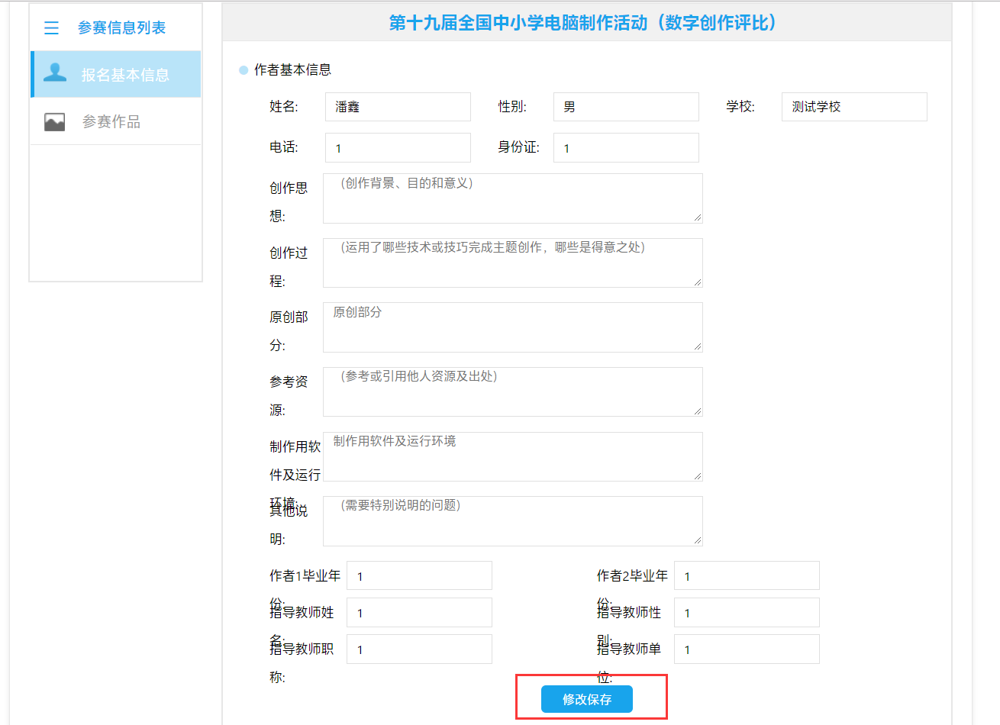 参赛信息列表
报名基本信息
参赛作品
第十九届全国中小学电脑制作活动（数字创作评比）
作者基本信息
姓名: 潘鑫 性别: 男 学校: 测试学校
电话: 1 身份证: 1
创作思
想:
（创作背景、目的和意义）
创作过
程:
（运用了哪些技术或技巧完成主题创作，哪些是得意之处）
原创部
分:
原创部分
参考资
源:
（参考或引用他人资源及出处）
制作用软
件及运行
环境:
制作用软件及运行环境
其他说
明:
（需要特别说明的问题）
作者1毕业年
份:
1
作者2毕业年
份:
1
指导教师姓
名:
1
指导教师性
别:
1
指导教师职
称:
1
指导教师单
位:
1
修改保存